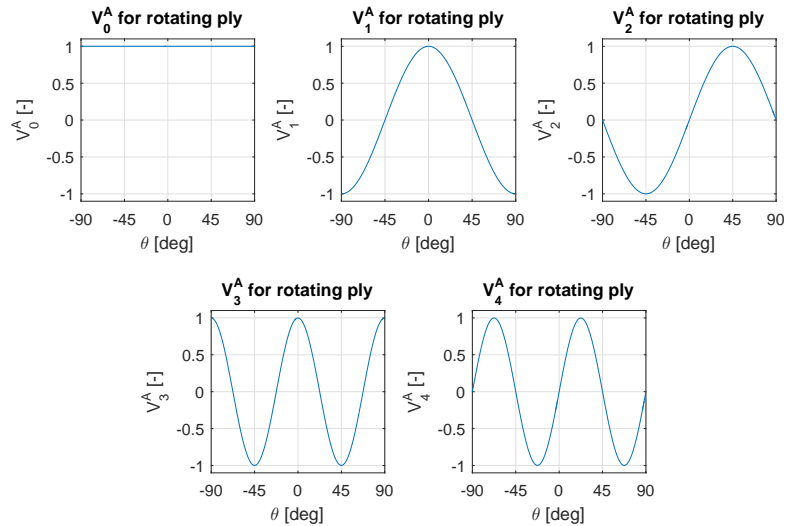 V_0^A for rotating ply
V_1^A for rotating ply
V_2^A for rotating ply
1
0.5
0
-0.5
-1
V_0^A [-]
-90 -45 0 45 90
θ [deg]
1
0.5
0
-0.5
-1
V_1^A [-]
-90 -45 0 45 90
θ [deg]
1
0.5
0
-0.5
-1
V_2^A [-]
-90 -45 0 45 90
θ [deg]
V_3^A for rotating ply
V_4^A for rotating ply
1
0.5
0
-0.5
-1
V_3^A [-]
-90 -45 0 45 90
θ [deg]
1
0.5
0
-0.5
-1
V_4^A [-]
-90 -45 0 45 90
θ [deg]